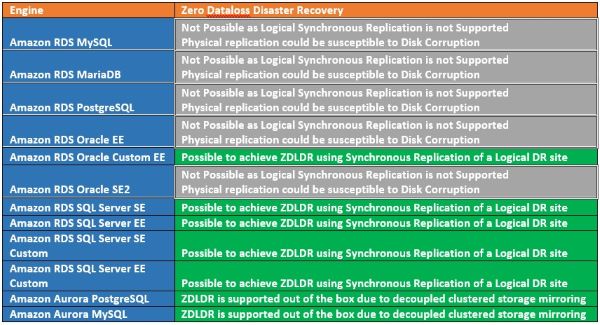 Engine Zero Dataloss Disaster Recovery
Amazon RDS MySQL Not Possible as Logical Synchronous Replication is not Supported
Physical replication could be susceptible to Disk Corruption
Amazon RDS MariaDB Not Possible as Logical Synchronous Replication is not Supported
Physical replication could be susceptible to Disk Corruption
Amazon RDS PostgreSQL Not Possible as Logical Synchronous Replication is not Supported
Physical replication could be susceptible to Disk Corruption
Amazon RDS Oracle EE Not Possible as Logical Synchronous Replication is not Supported
Physical replication could be susceptible to Disk Corruption
Amazon RDS Oracle Custom EE Possible to achieve ZDLDR using Synchronous Replication of a Logical DR site
Amazon RDS Oracle SE2 Not Possible as Logical Synchronous Replication is not Supported
Physical replication could be susceptible to Disk Corruption
Amazon RDS SQL Server SE Possible to achieve ZDLDR using Synchronous Replication of a Logical DR site
Amazon RDS SQL Server EE Possible to achieve ZDLDR using Synchronous Replication of a Logical DR site
Amazon RDS SQL Server SE
Custom Possible to achieve ZDLDR using Synchronous Replication of a Logical DR site
Amazon RDS SQL Server EE
Custom Possible to achieve ZDLDR using Synchronous Replication of a Logical DR site
Amazon Aurora PostgreSQL ZDLDR is supported out of the box due to decoupled clustered storage mirroring
Amazon Aurora MySQL ZDLDR is supported out of the box due to decoupled clustered storage mirroring